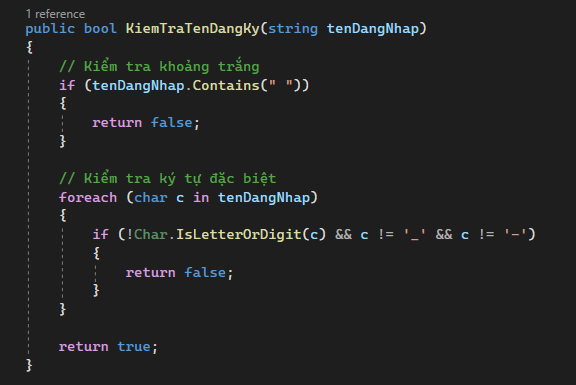 1 reference
public bool KiemTraTenDangKy(string tenDangNhap)
{
    // Kiểm tra khoảng trắng
    if (tenDangNhap.Contains(" "))
    {
        return false;
    }

    // Kiểm tra ký tự đặc biệt
    foreach (char c in tenDangNhap)
    {
        if (!Char.IsLetterOrDigit(c) && c != '_' && c != '-')
        {
            return false;
        }
    }

    return true;
}